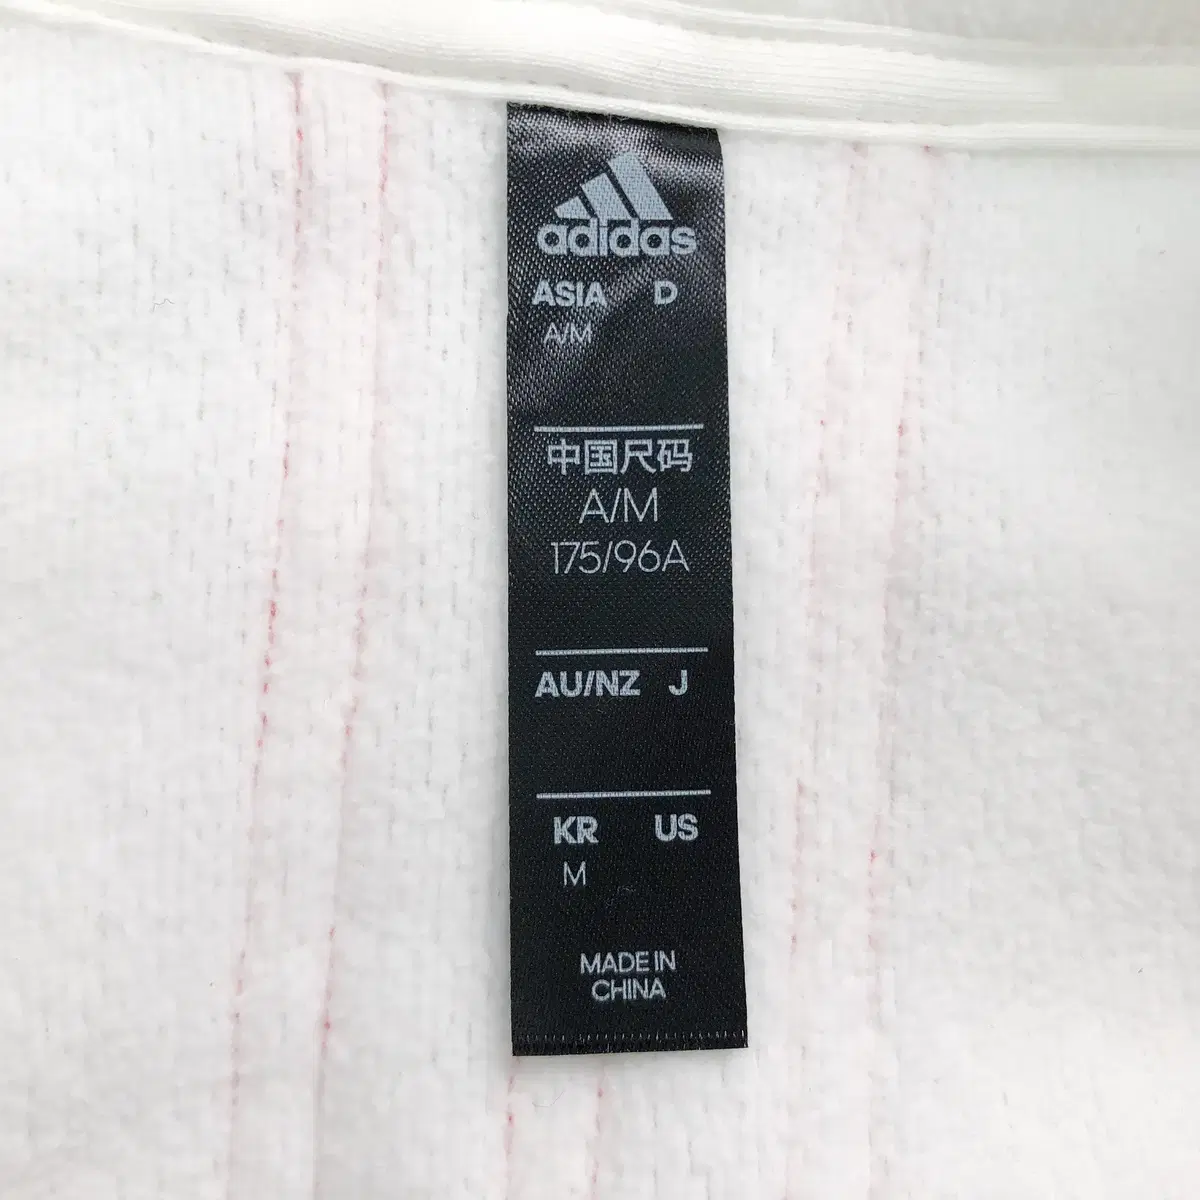 adidas
ASIA D
A/M
中国尺码
A/M
175/96A
AU/NZ J
KR US
M
MADE IN
CHINA